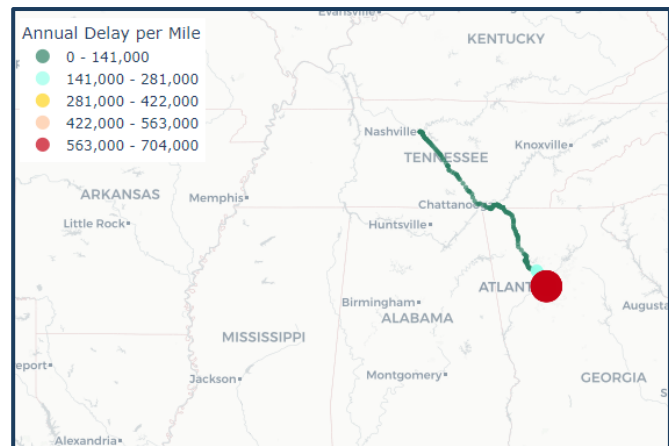 Evansville
Annual Delay per Mile
0 - 141,000
141,000 - 281,000
281,000 - 422,000
422,000 - 563,000
563,000 - 704,000
KENTUCKY
Nashville
Knoxville
TENNESSEE
ARKANSAS
Memphis
Chattanooga
Little Rock
Huntsville
ATLANT
Birmingham
ALABAMA
Augusta
MISSISSIPPI
Jackson
Montgomery
GEORGIA
eport
Alexandria